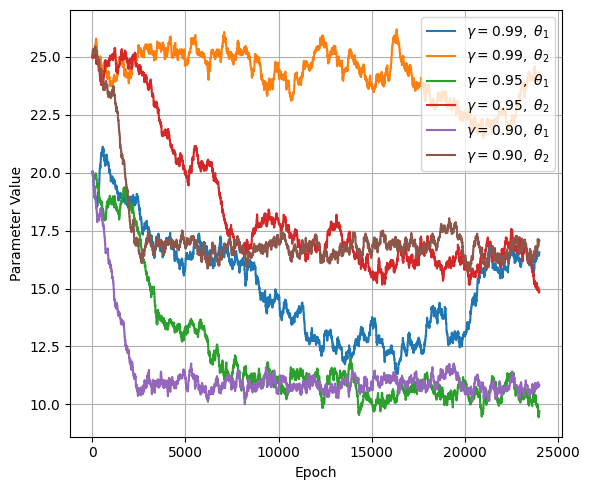 γ = 0.99, θ₁
γ = 0.99, θ₂
γ = 0.95, θ₁
γ = 0.95, θ₂
γ = 0.90, θ₁
γ = 0.90, θ₂
Parameter Value
25.0
22.5
20.0
17.5
15.0
12.5
10.0
0 5000 10000 15000 20000 25000
Epoch